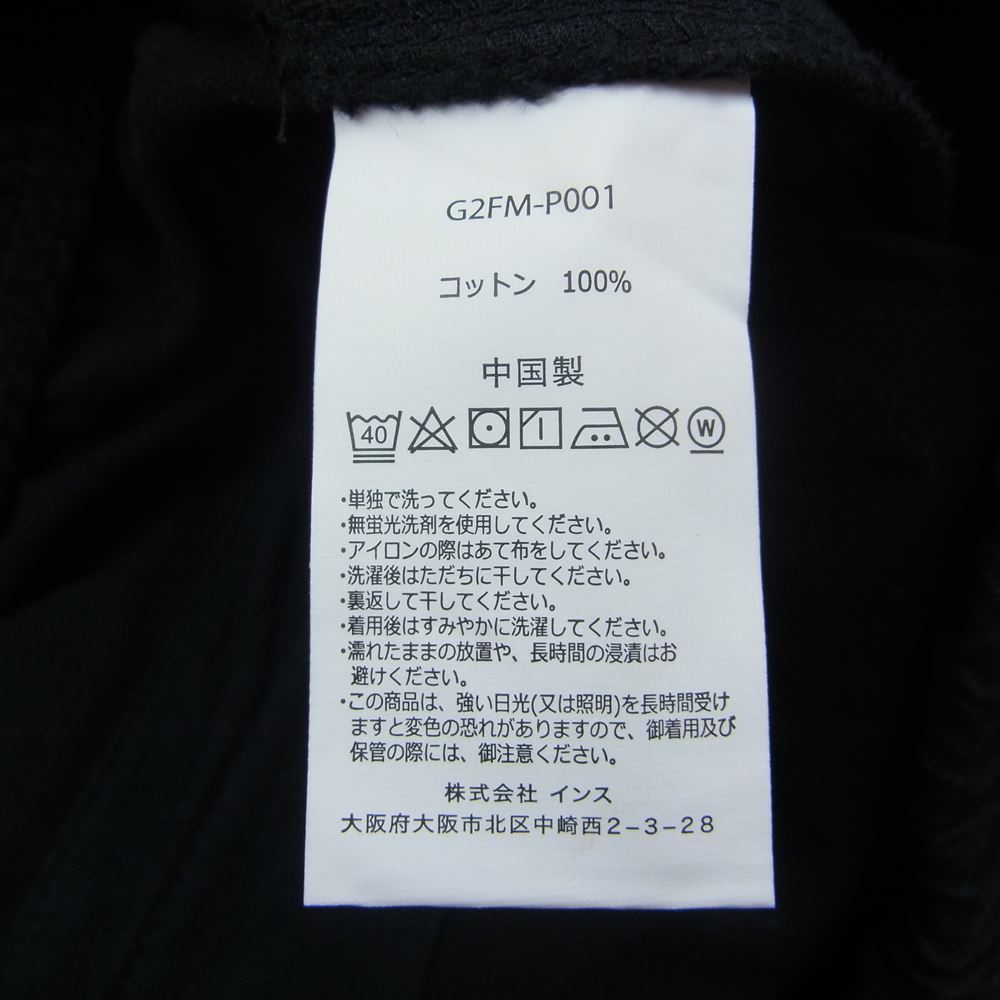 G2FM-P001
コットン 100%
中国製
40 W
・単独で洗ってください。
・無蛍光洗剤を使用してください。
・アイロンの際はあて布をしてください。
・洗濯後はただちに干してください。
・裏返して干してください。
・着用後はすみやかに洗濯してください。
・濡れたままの放置や、長時間の浸漬はお
避けください。
・この商品は、強い日光(又は照明)を長時間受け
ますと変色の恐れがありますので、御着用及び
保管の際には、御注意ください。
株式会社 インス
大阪府大阪市北区中崎西2-3-28